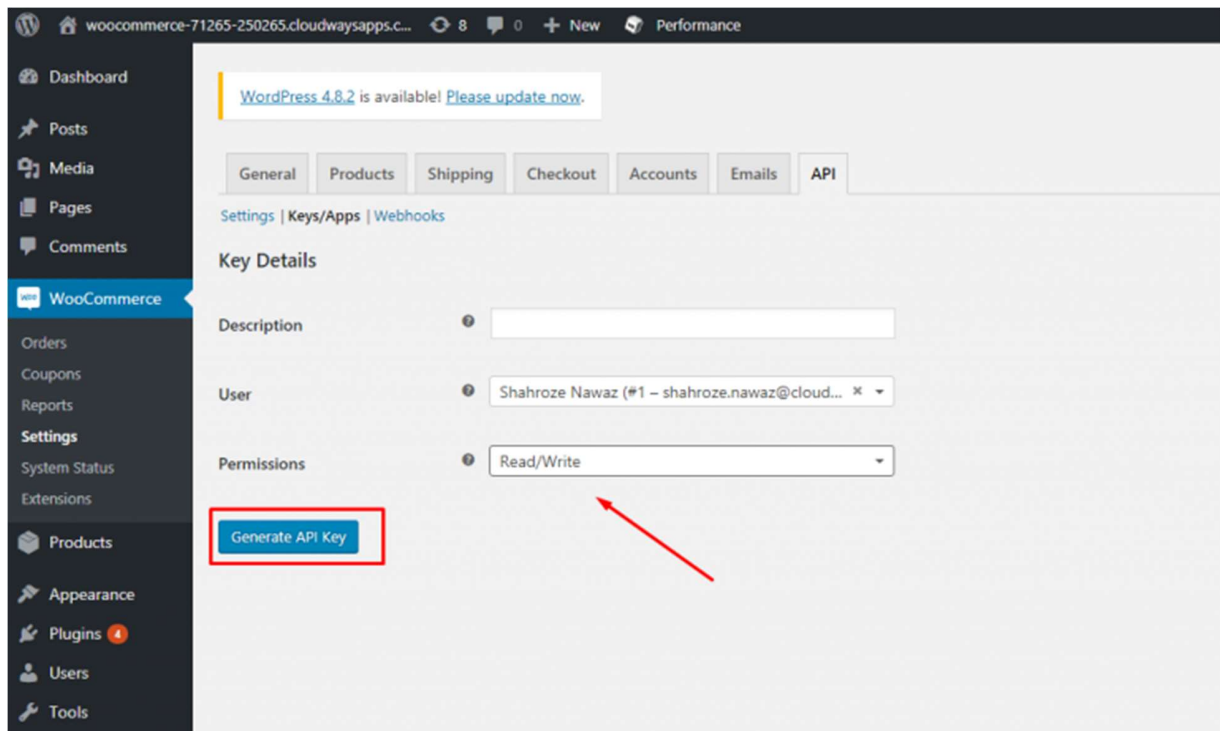 woocommerce-71265-250265.cloudwaysapps.c... 8 0 New Performance
Dashboard
Posts
Media
Pages
Comments
WooCommerce
Orders
Coupons
Reports
Settings
System Status
Extensions
Products
Appearance
Plugins 4
Users
Tools
WordPress 4.8.2 is available! Please update now.
General Products Shipping Checkout Accounts Emails API
Settings | Keys/Apps | Webhooks
Key Details
Description
User Shahroze Nawaz (#1 – shahroze.nawaz@cloud... ×
Permissions Read/Write
Generate API Key